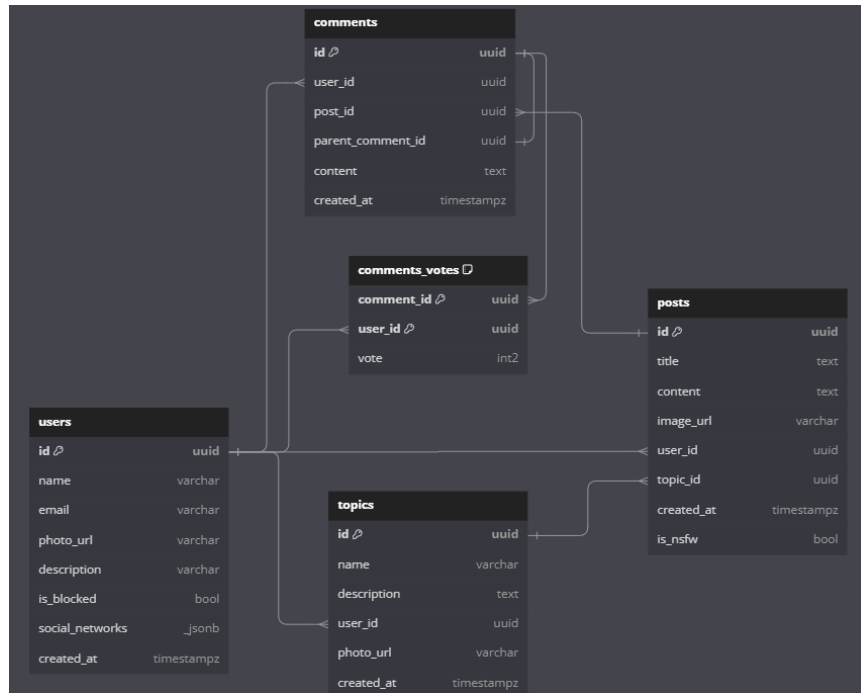 comments
id uuid
user_id uuid
post_id uuid
parent_comment_id uuid
content text
created_at timestampz
comments_votes
comment_id uuid
user_id uuid
vote int2
posts
id uuid
title text
content text
image_url varchar
user_id uuid
topic_id uuid
created_at timestampz
is_nsfw bool
users
id uuid
name varchar
email varchar
photo_url varchar
description varchar
is_blocked bool
social_networks _jsonb
created_at timestampz
topics
id uuid
name varchar
description text
user_id uuid
photo_url varchar
created_at timestampz